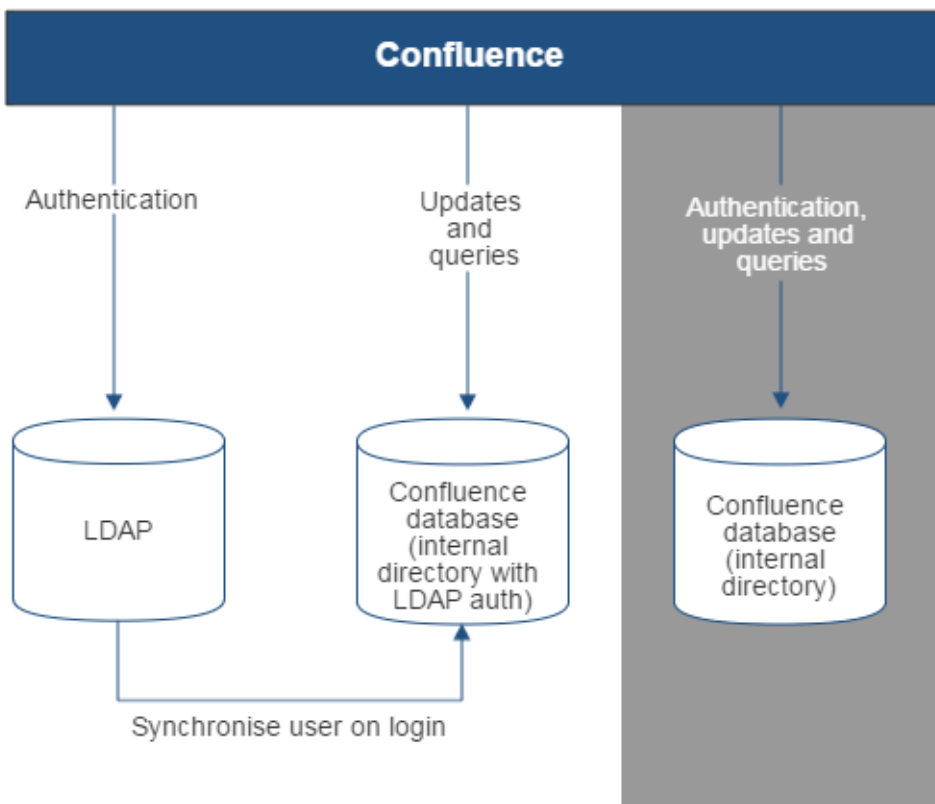 Confluence
Authentication
Updates
and
queries
Authentication,
updates and
queries
LDAP
Confluence
database
(internal
directory with
LDAP auth)
Confluence
database
(internal
directory)
Synchronise user on login